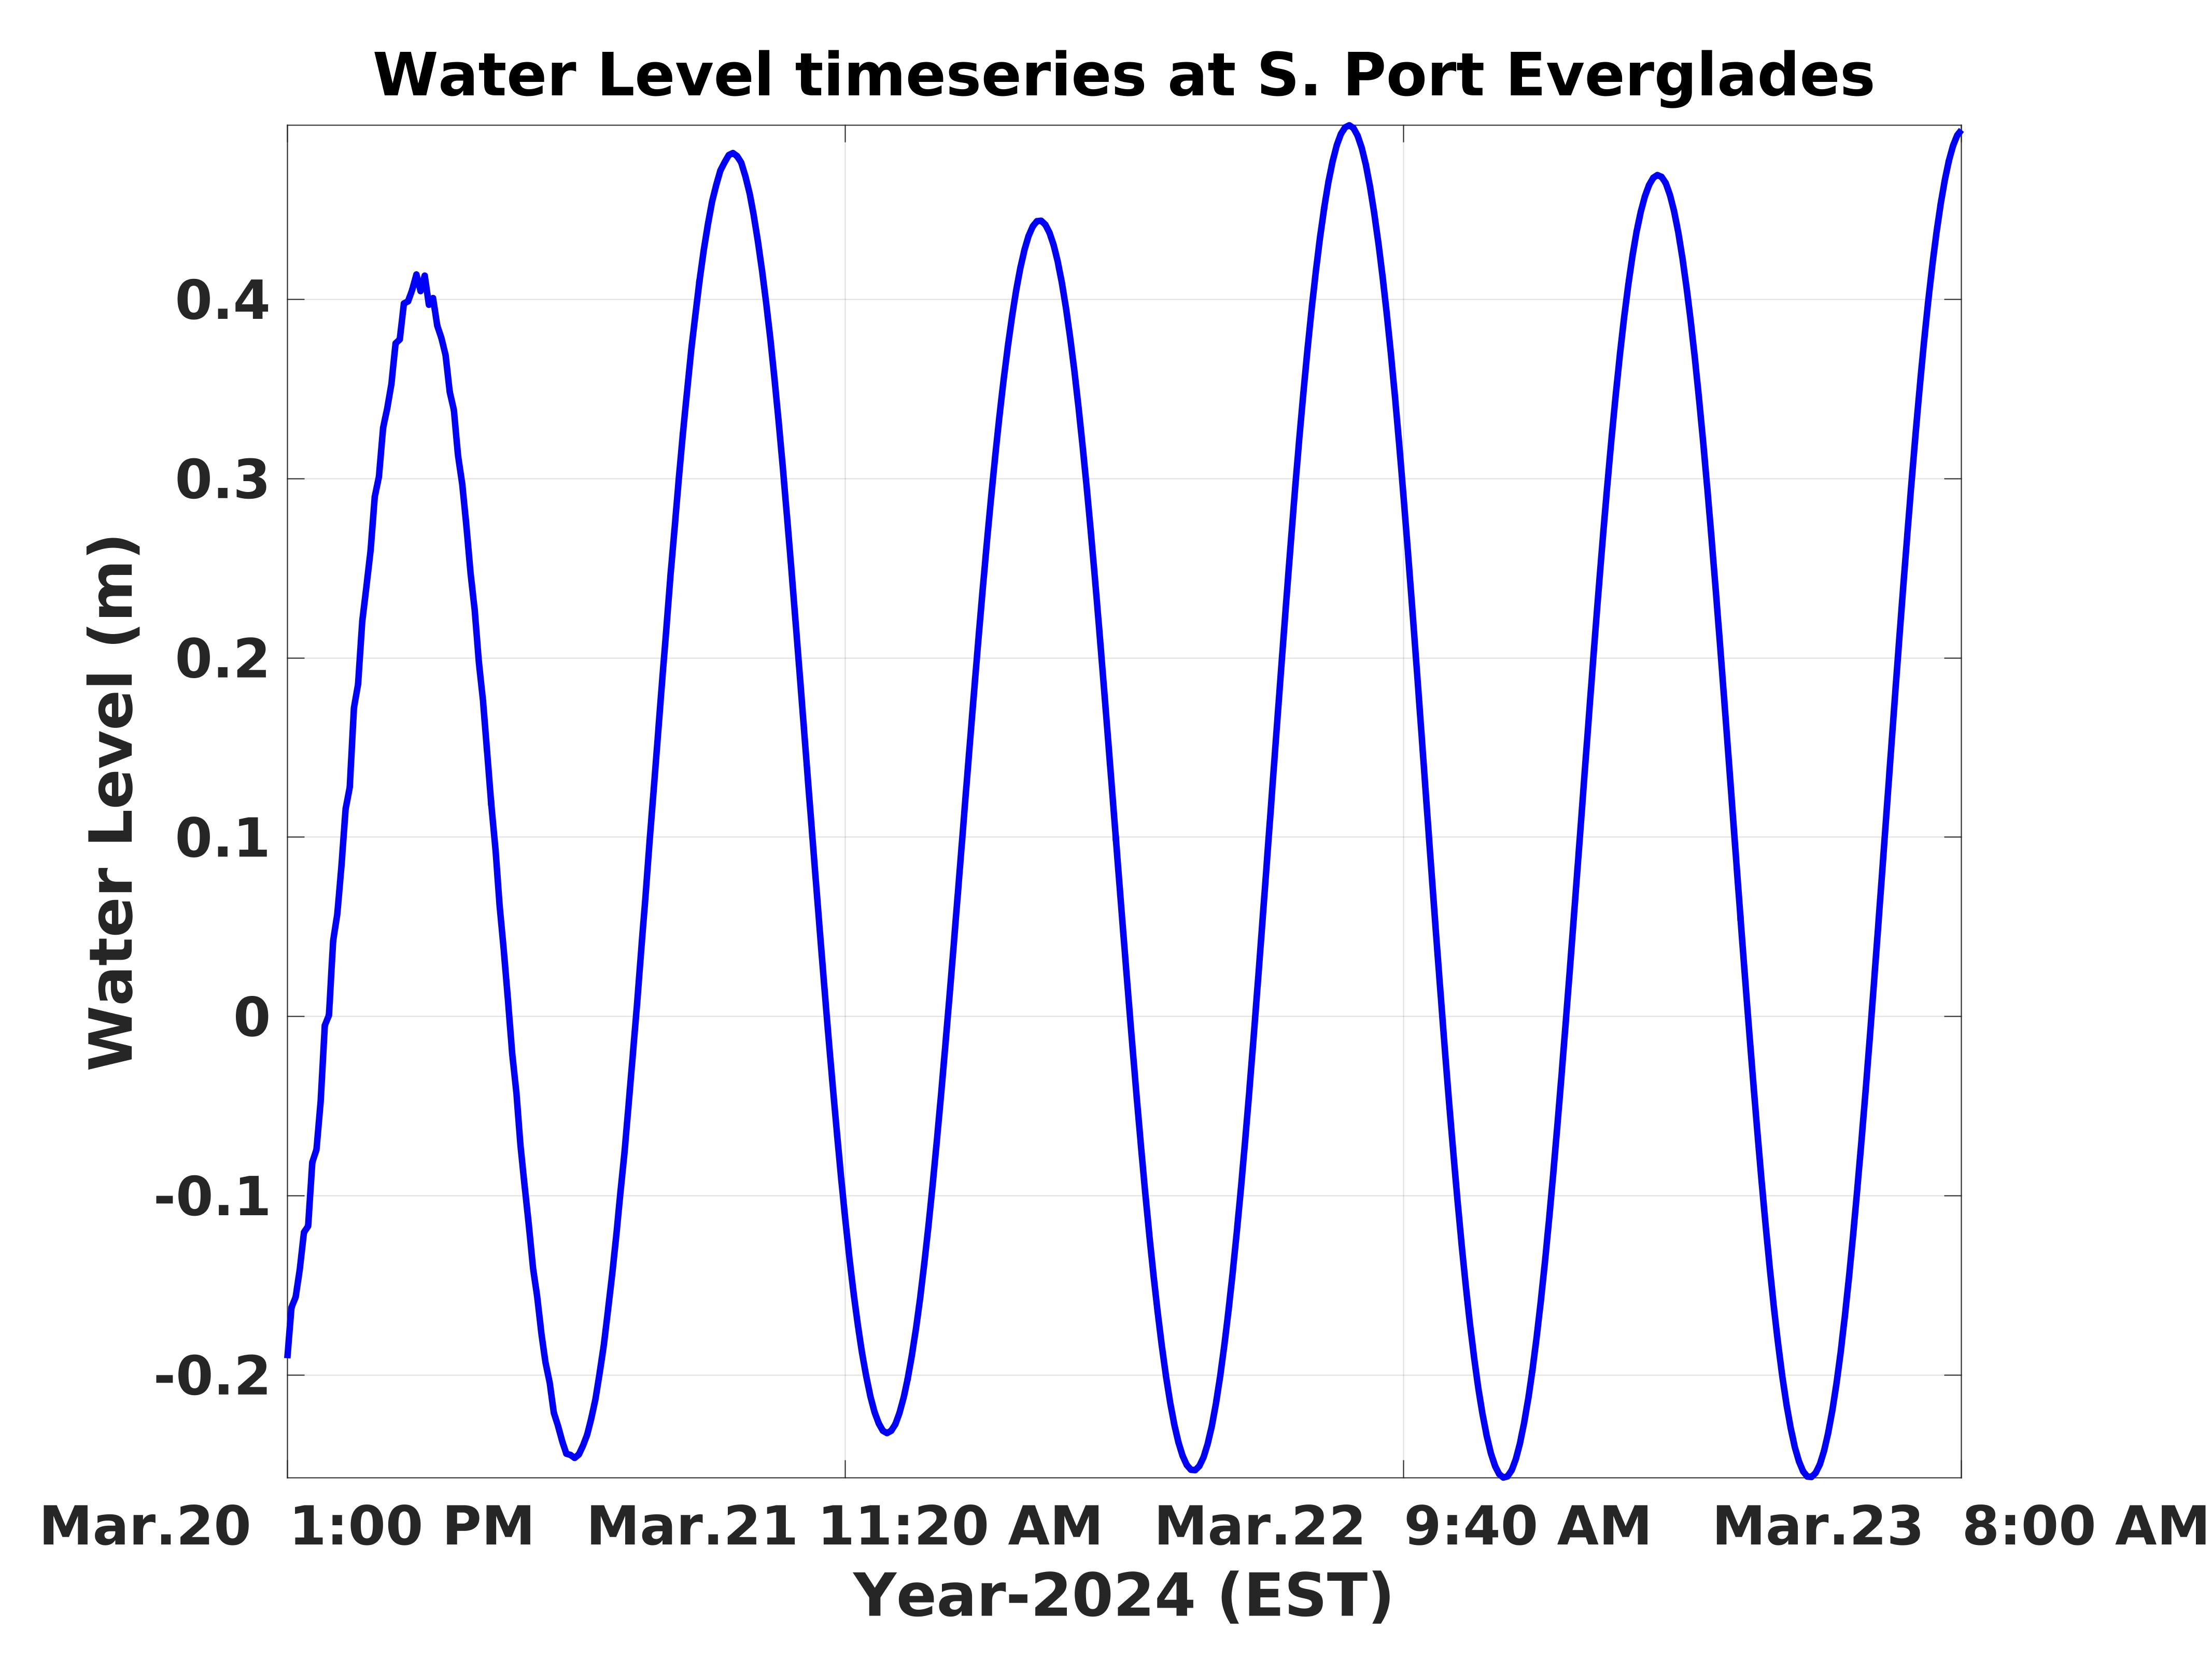 Water Level timeseries at S. Port Everglades
Water Level (m)
0.4
0.3
0.2
0.1
0
-0.1
-0.2
Mar.20 1:00 PM Mar.21 11:20 AM Mar.22 9:40 AM Mar.23 8:00 AM
Year-2024 (EST)